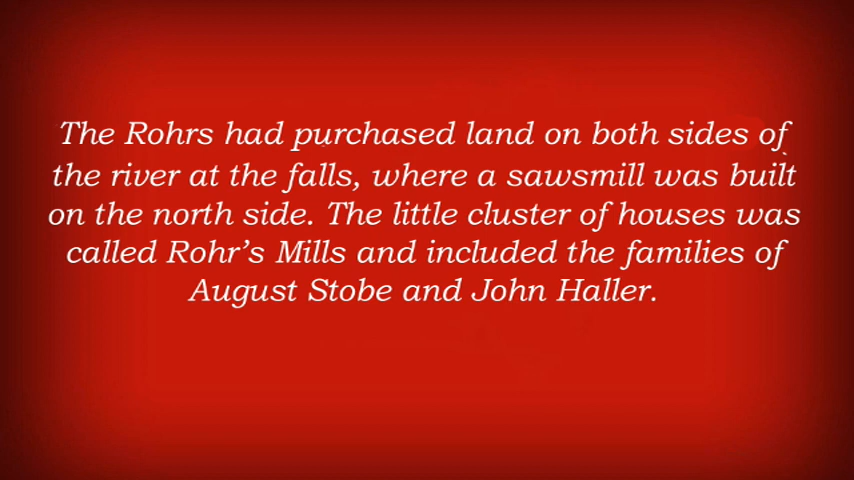 The Rohrs had purchased land on both sides of
the river at the falls, where a sawsmill was built
on the north side. The little cluster of houses was
called Rohr’s Mills and included the families of
August Stobe and John Haller.